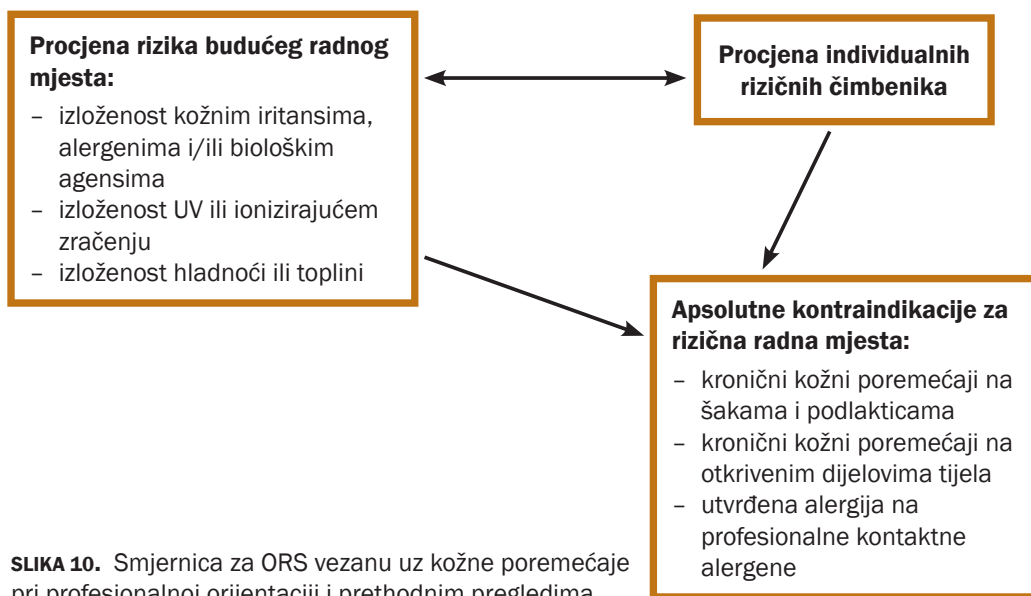 Procjena rizika budućeg radnog
mjesta:
– izloženost kožnim iritansima,
alergenima i/ili biološkim
agensima
– izloženost UV ili ionizirajućem
zračenju
– izloženost hladnoći ili toplini
Procjena individualnih
rizičnih čimbenika
Apsolutne kontraindikacije za
rizična radna mjesta:
– kronični kožni poremećaji na
šakama i podlakticama
– kronični kožni poremećaji na
otkrivenim dijelovima tijela
– utvrđena alergija na
profesionalne kontaktne
alergene
SLIKA 10. Smjernica za ORS vezanu uz kožne poremećaje
pri profesionalnoj orijentaciji i prethodnim pregledima